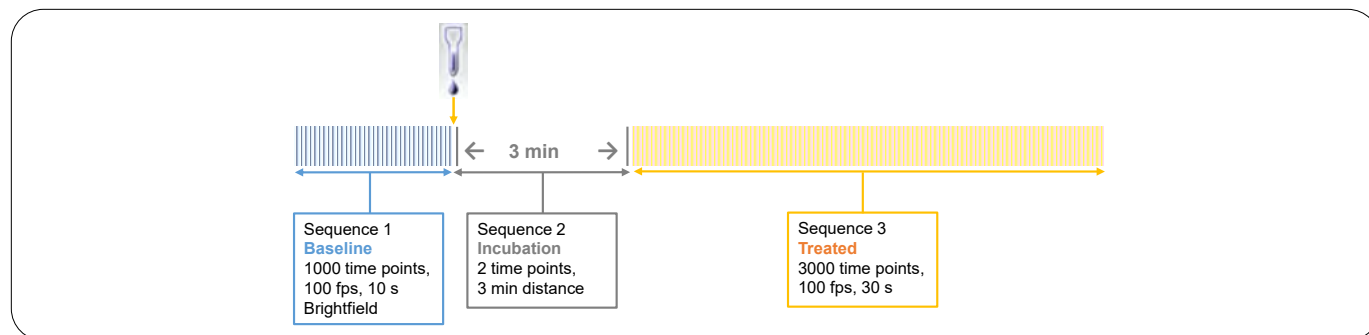 3 min
Sequence 1
Baseline
1000 time points,
100 fps, 10 s
Brightfield
Sequence 2
Incubation
2 time points,
3 min distance
Sequence 3
Treated
3000 time points,
100 fps, 30 s